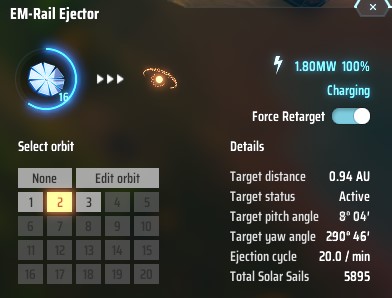 EM-Rail Ejector
16
1.80MW 100%
Charging
Force Retarget
Select orbit
None Edit orbit
1 2 3 4 5
6 7 8 9 10
11 12 13 14 15
16 17 18 19 20
Details
Target distance 0.94 AU
Target status Active
Target pitch angle 8° 04′
Target yaw angle 290° 46′
Ejection cycle 20.0 / min
Total Solar Sails 5895